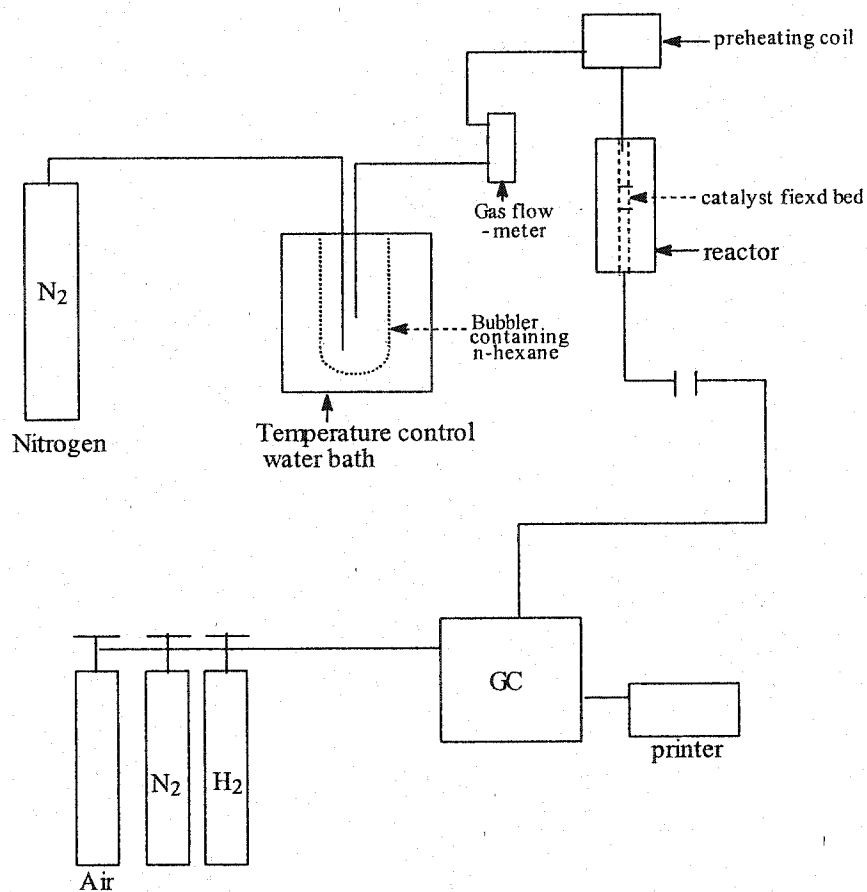 preheating coil
catalyst fiexd bed
reactor
Gas flow
-meter
N2
Bubbler
containing
n-hexane
Nitrogen
Temperature control
water bath
GC
printer
N2
H2
Air